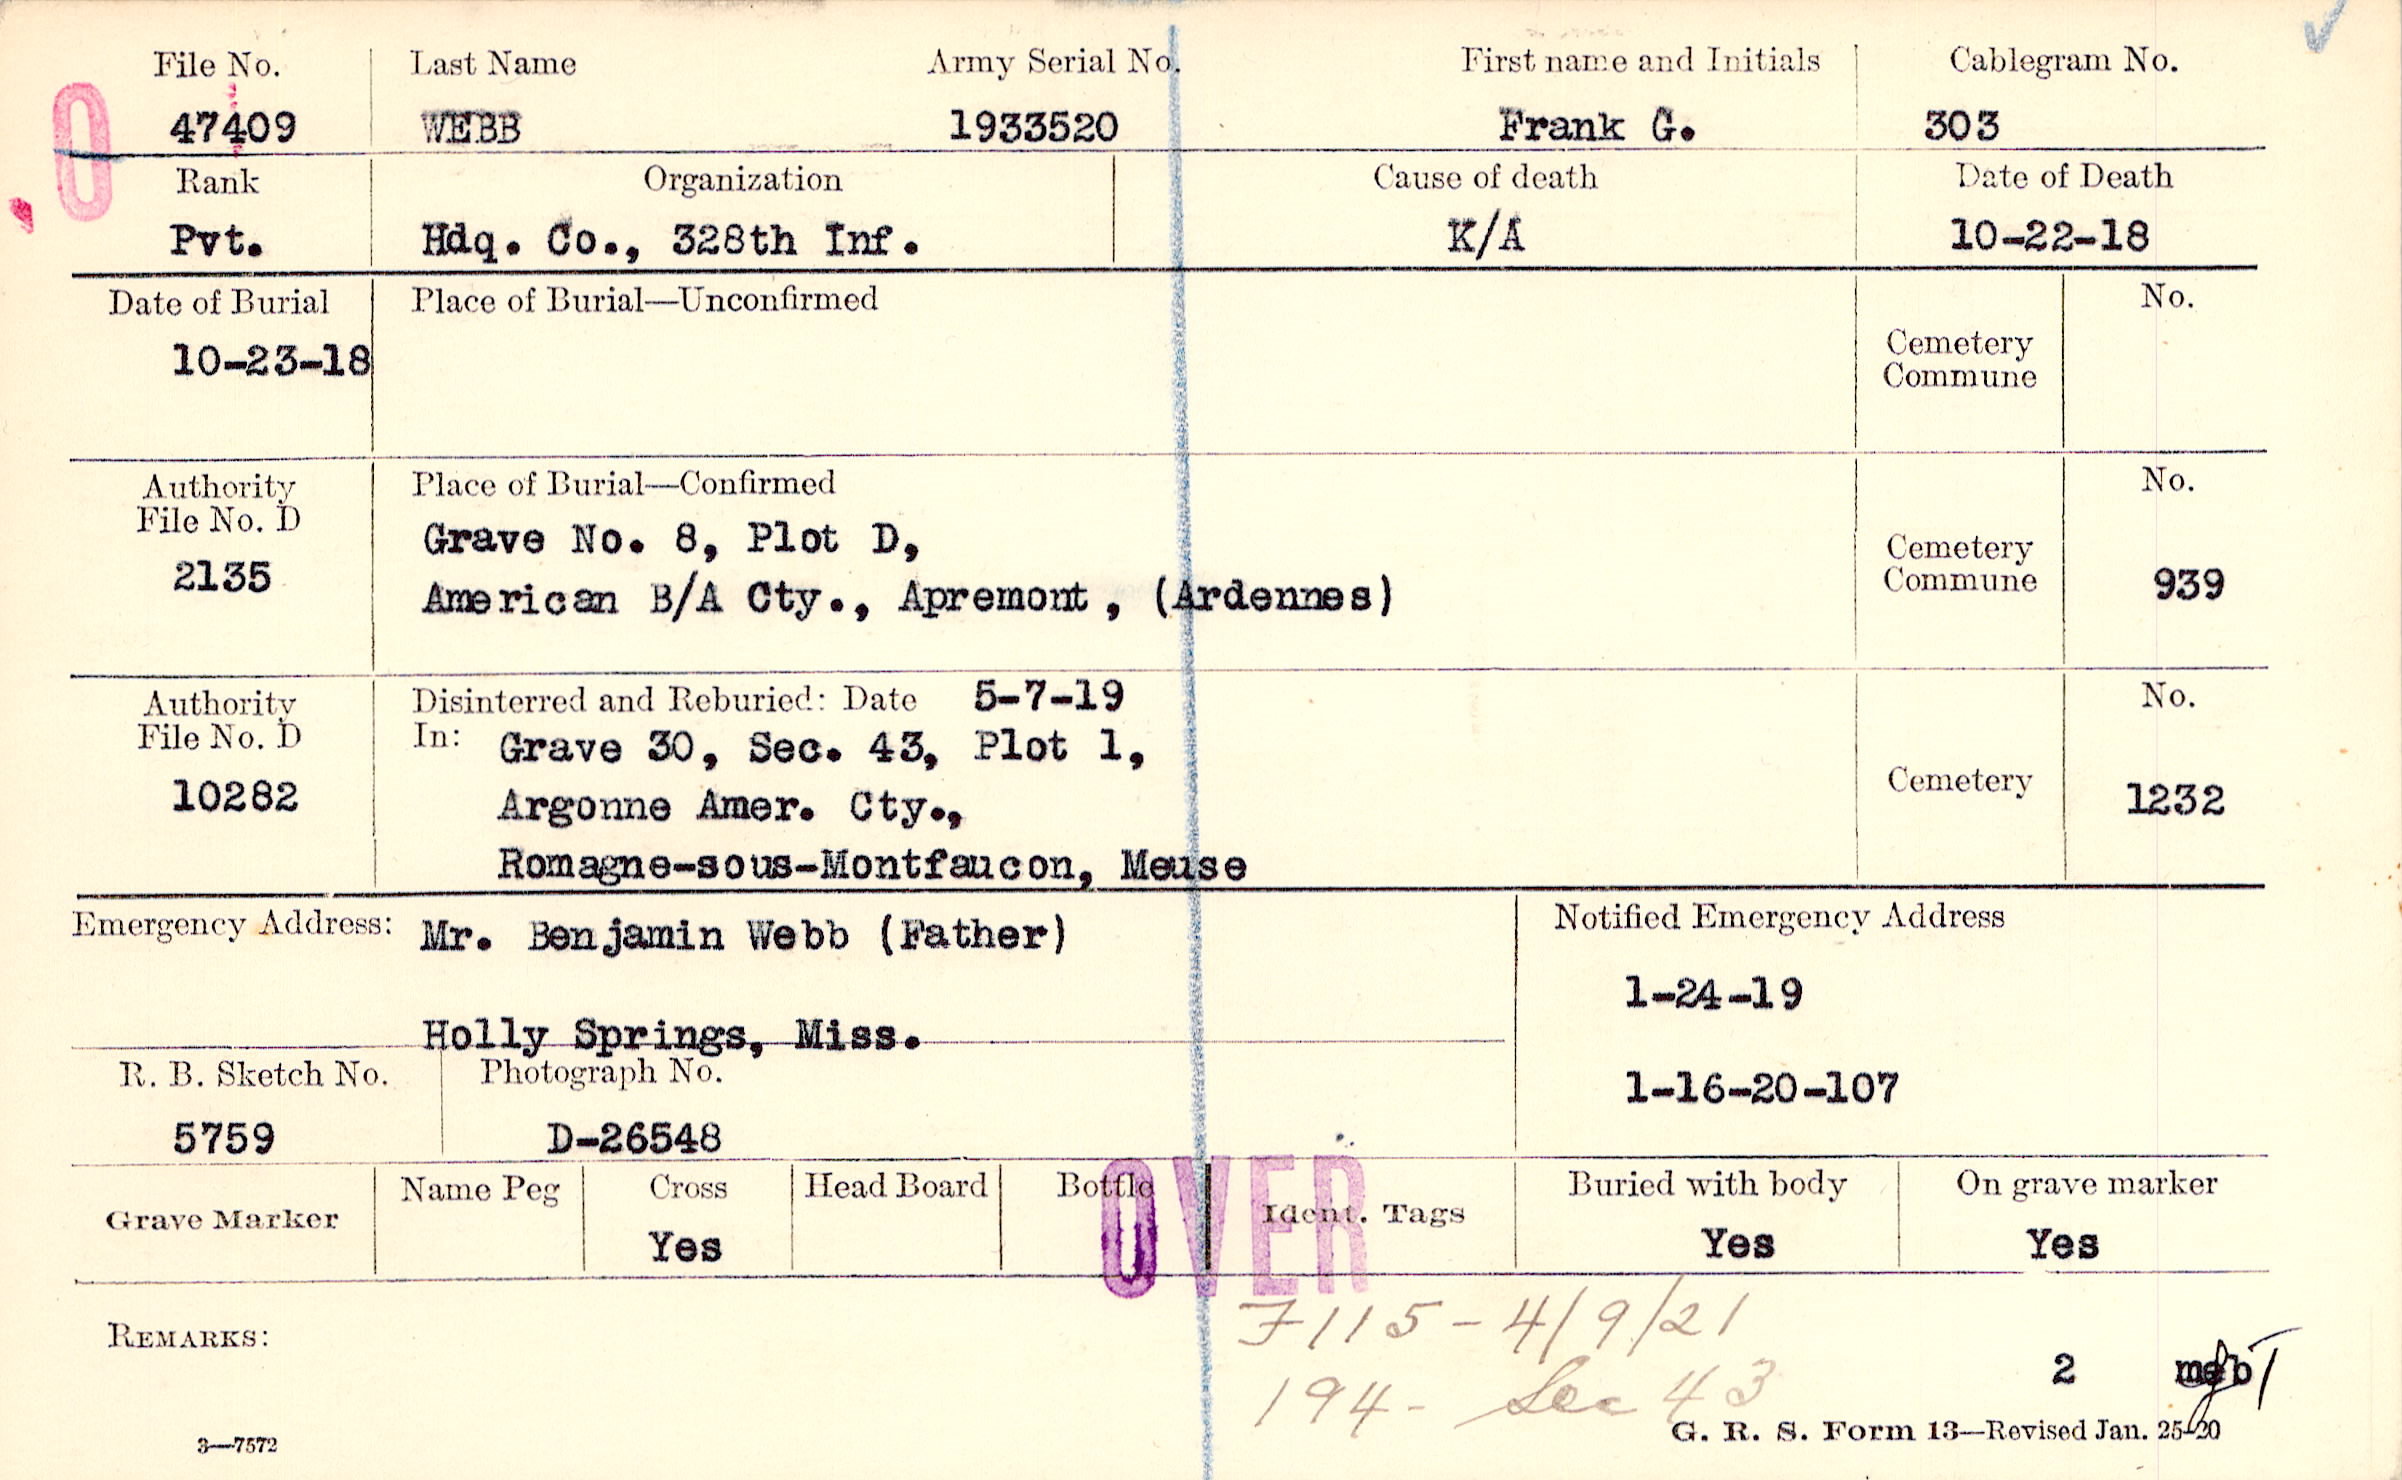 File No. Last Name Army Serial No. First name and Initials Cablegram No.
O
47409 WEBB 1933520 Frank G. 303
Rank Organization Cause of death Date of Death
Pvt. Hdq. Co., 328th Inf. K/A 10-22-18
Date of Burial Place of Burial—Unconfirmed No.
10-23-18
Cemetery
Commune
Authority Place of Burial—Confirmed No.
File No. D
Grave No. 8, Plot D,
2135 Cemetery
Commune 939
American B/A Cty., Apremont, (Ardennes)
Authority Disinterred and Reburied: Date 5-7-19 No.
File No. D In: Grave 30, Sec. 43, Plot 1,
10282 Argonne Amer. Cty., Cemetery 1232
Romagne-sous-Montfaucon, Meuse
Emergency Address: Mr. Benjamin Webb (Father) Notified Emergency Address
1-24-19
Holly Springs, Miss.
R. B. Sketch No. Photograph No. 1-16-20-107
5759 D-26548
Grave Marker Name Peg Cross Head Board Bottle Ident. Tags Buried with body On grave marker
OVER
Yes Yes Yes
F115-4/9/21
REMARKS:
2
194- Sec 43
3—7572 G. R. S. Form 13—Revised Jan. 25-20